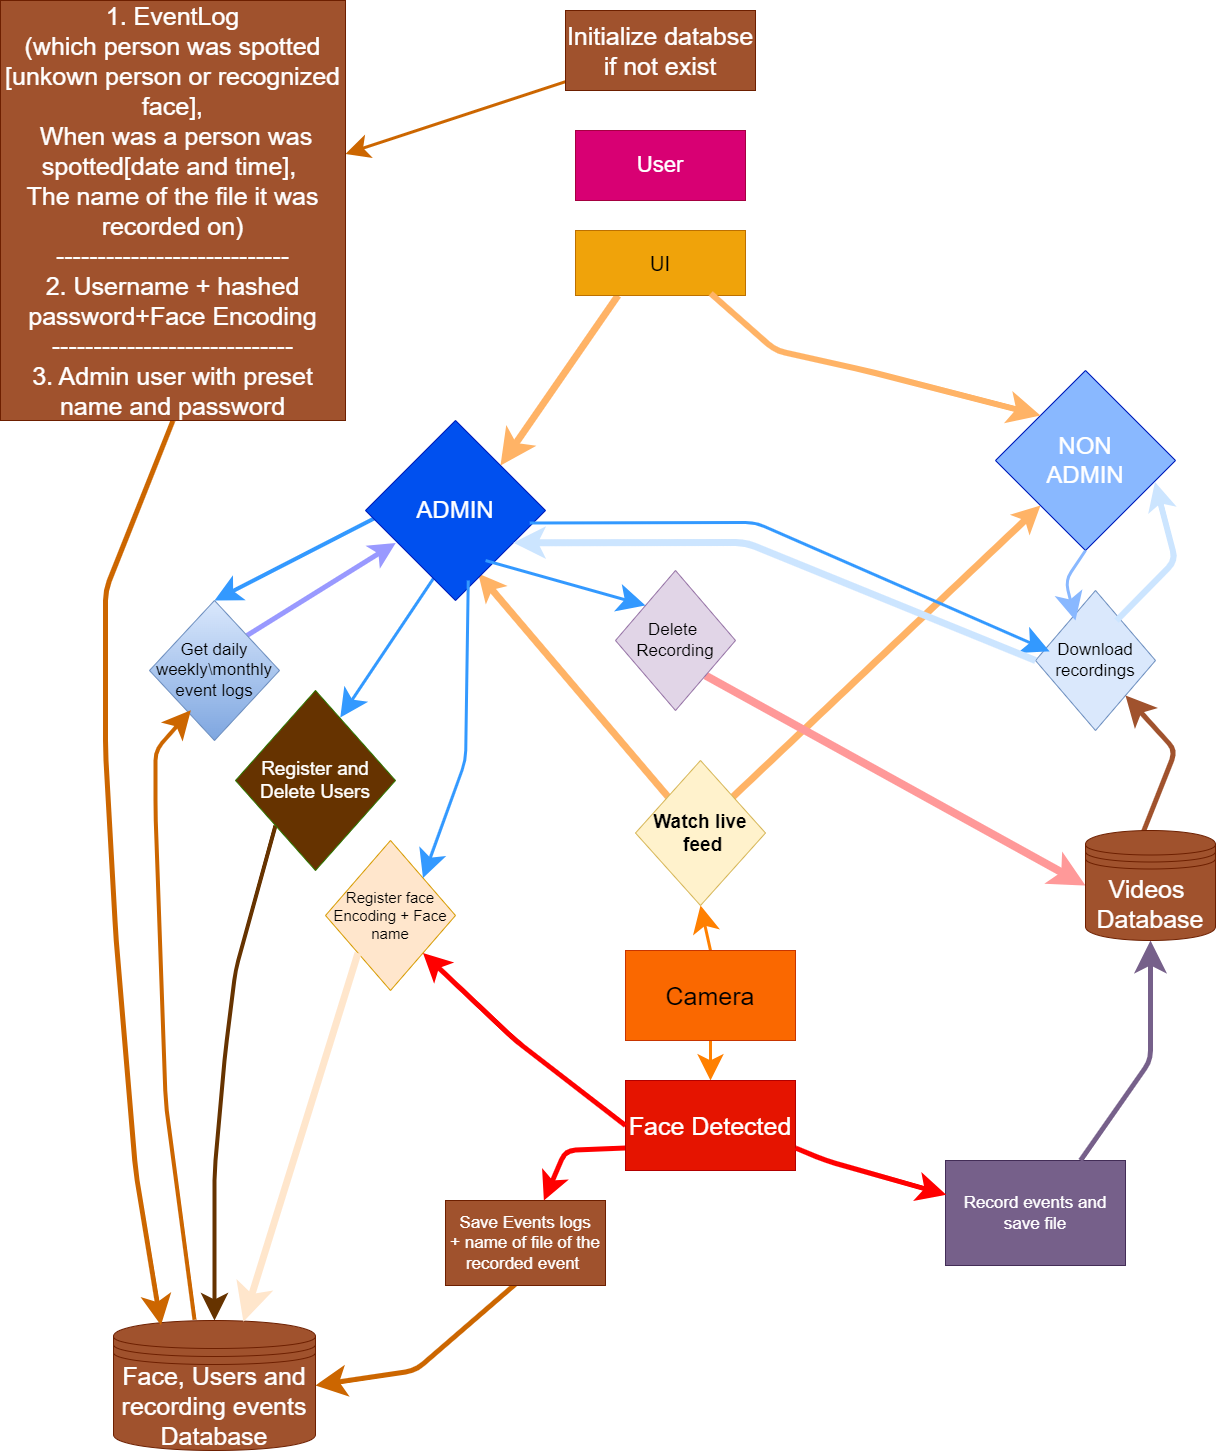 1. EventLog
(which person was spotted
[unkown person or recognized
face],
When was a person was
spotted[date and time],
The name of the file it was
recorded on)
----------------------------
2. Username + hashed
password+Face Encoding
-----------------------------
3. Admin user with preset
name and password
Initialize databse
if not exist
User
UI
ADMIN
NON
ADMIN
Get daily
weekly\monthly
event logs
Delete
Recording
Download
recordings
Register and
Delete Users
Watch live
feed
Register face
Encoding + Face
name
Videos
Database
Camera
Face Detected
Record events and
save file
Save Events logs
+ name of file of the
recorded event
Face, Users and
recording events
Database